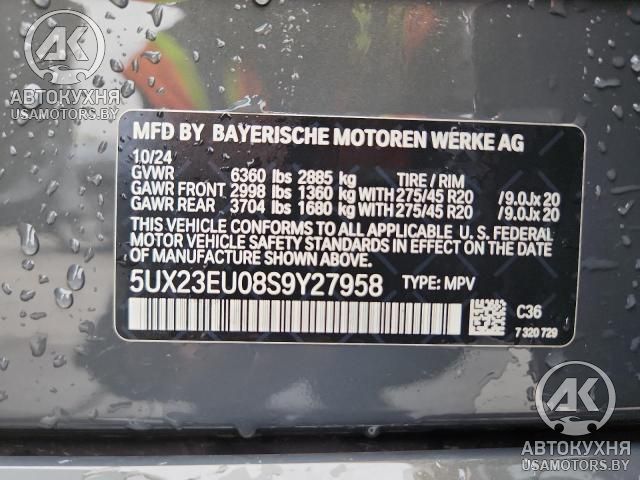 AK
АВТОКУХНЯ
USAMOTORS.BY
MFD BY BAYERISCHE MOTOREN WERKE AG
10/24
GVWR 6360 lbs 2885 kg TIRE / RIM
GAWR FRONT 2998 lbs 1360 kg WITH 275/45 R20 /9.0Jx20
GAWR REAR 3704 lbs 1680 kg WITH 275/45 R20 /9.0Jx20
THIS VEHICLE CONFORMS TO ALL APPLICABLE U. S. FEDERAL
MOTOR VEHICLE SAFETY STANDARDS IN EFFECT ON THE DATE
OF MANUFACTURE SHOWN ABOVE.
5UX23EU08S9Y27958 TYPE: MPV
C36
7 320 729
AK
АВТОКУХНЯ
USAMOTORS.BY